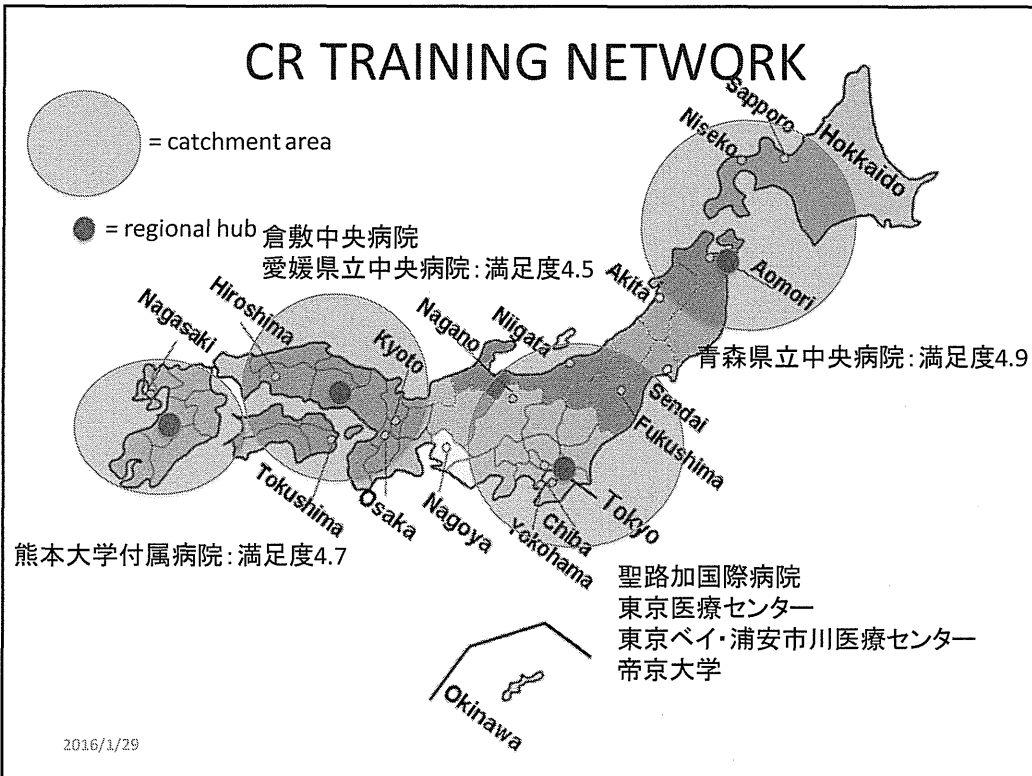 CR TRAINING NETWORK
= catchment area
= regional hub
倉敷中央病院
愛媛県立中央病院：満足度4.5
Sapporo
Niseko
Hokkaido
Aomori
Akita
青森県立中央病院：満足度4.9
Sendai
Fukushima
Niigata
Nagano
Kyoto
Hiroshima
Nagasaki
Tokushima
Osaka
Nagoya
Tokyo
Chiba
Yokohama
熊本大学付属病院：満足度4.7
聖路加国際病院
東京医療センター
東京ベイ・浦安市川医療センター
帝京大学
Okinawa
2016/1/29